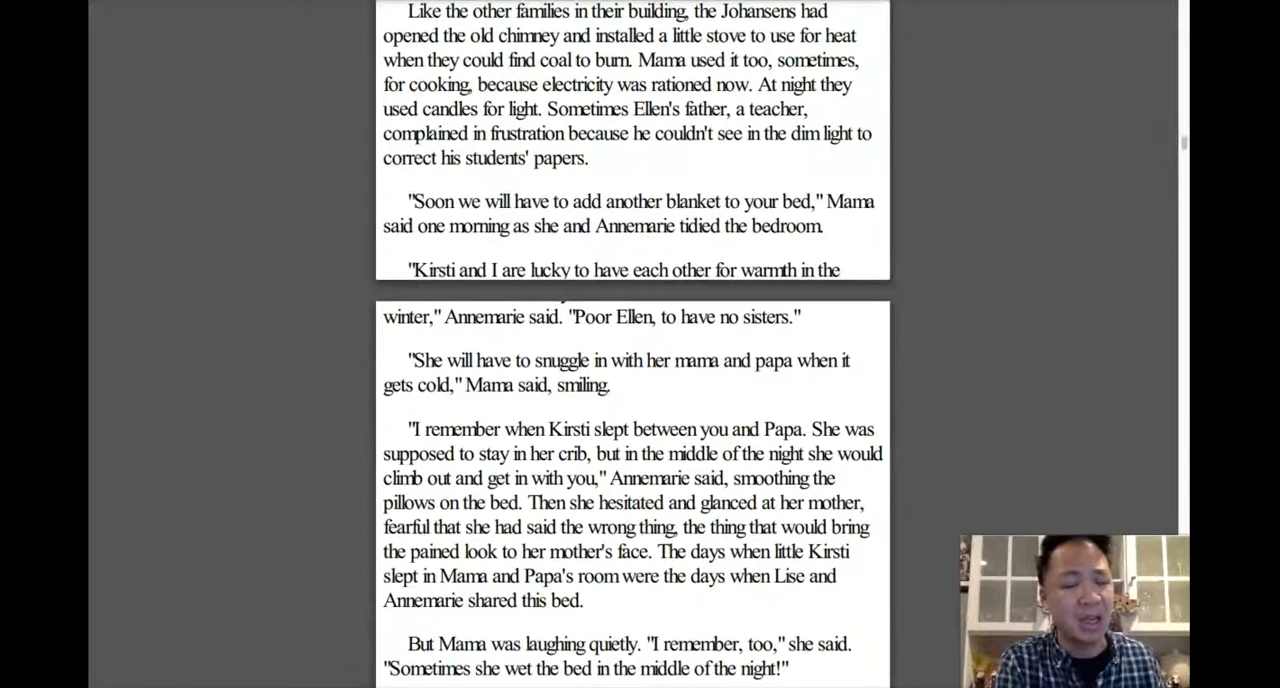 Like the other families in their building, the Johansens had
opened the old chimney and installed a little stove to use for heat
when they could find coal to burn. Mama used it too, sometimes,
for cooking, because electricity was rationed now. At night they
used candles for light. Sometimes Ellen's father, a teacher,
complained in frustration because he couldn't see in the dim light to
correct his students' papers.
"Soon we will have to add another blanket to your bed," Mama
said one morning as she and Annemarie tidied the bedroom.
"Kirsti and I are lucky to have each other for warmth in the
winter," Annemarie said. "Poor Ellen, to have no sisters."
"She will have to snuggle in with her mama and papa when it
gets cold," Mama said, smiling.
"I remember when Kirsti slept between you and Papa. She was
supposed to stay in her crib, but in the middle of the night she would
climb out and get in with you," Annemarie said, smoothing the
pillows on the bed. Then she hesitated and glanced at her mother,
fearful that she had said the wrong thing, the thing that would bring
the pained look to her mother's face. The days when little Kirsti
slept in Mama and Papa's room were the days when Lise and
Annemarie shared this bed.
But Mama was laughing quietly. "I remember, too," she said.
"Sometimes she wet the bed in the middle of the night!"